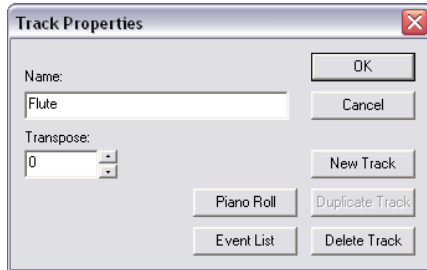 Track Properties
Name:
OK
Flute
Cancel
Transpose:
0
New Track
Piano Roll
Duplicate Track
Event List
Delete Track